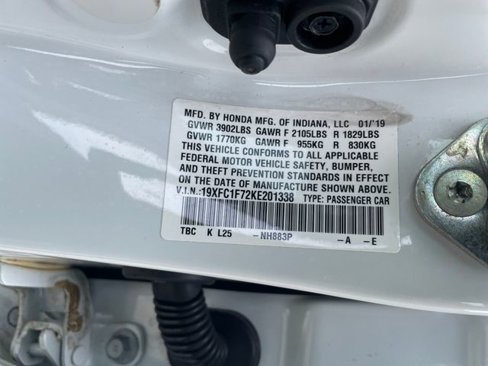 MFD. BY HONDA MFG. OF INDIANA, LLC 01/'19
GVWR 3902LBS GAWR F 2105LBS R 1829LBS
GVWR 1770KG GAWR F 955KG R 830KG
THIS VEHICLE CONFORMS TO ALL APPLICABLE
FEDERAL MOTOR VEHICLE SAFETY, BUMPER,
AND THEFT PREVENTION STANDARDS IN EFFECT
ON THE DATE OF MANUFACTURE SHOWN ABOVE.
V.I.N.:19XFC1F72KE201338 TYPE: PASSENGER CAR
TBC K L25 -NH883P -A -E